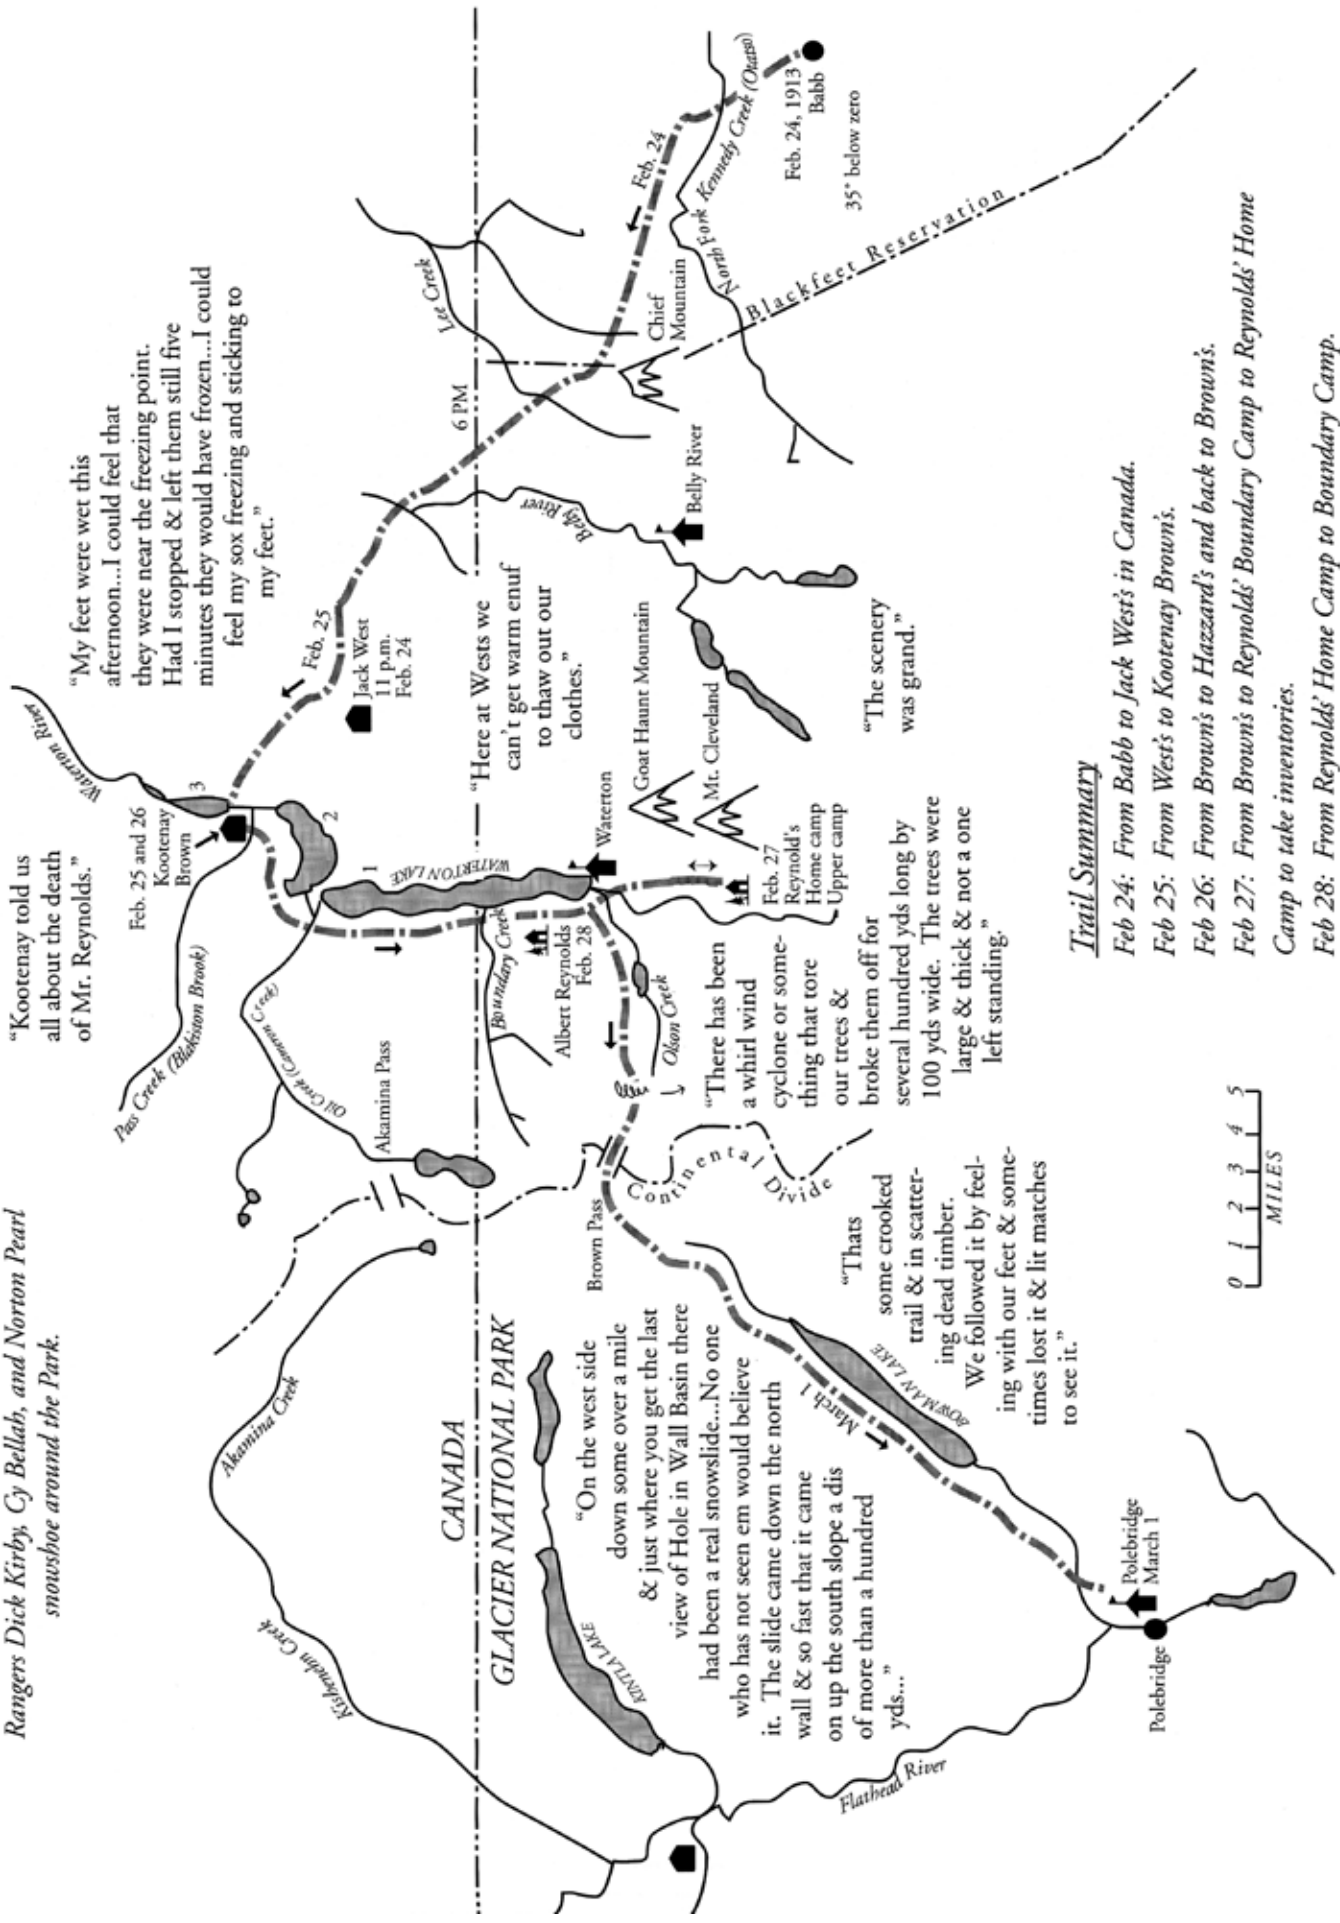 Rangers Dick Kirby, Cy Bellah, and Norton Pearl
snowshoe around the Park.
"Kootenay told us
all about the death
of Mr. Reynolds."
"My feet were wet this
afternoon...I could feel that
they were near the freezing point.
Had I stopped & left them still five
minutes they would have frozen...I could
feel my sox freezing and sticking to
my feet."
Waterton River
Feb. 25 and 26
Kootenay
Brown
3
2
1
WATERTON LAKE
Pass Creek (Blakiston Brook)
Oil Creek (Cameron Creek)
Akamina Pass
Akamina Creek
Kishenehn Creek
Feb. 25
Jack West
11 p.m.
Feb. 24
Lee Creek
6 PM
CANADA
GLACIER NATIONAL PARK
"Here at Wests we
can't get warm enuf
to thaw out our
clothes."
Belly River
Belly River
Feb. 24
Chief
Mountain
North Fork Kennedy Creek (Otatso)
Feb. 24, 1913
Babb
35° below zero
Blackfeet Reservation
Boundary Creek
Albert Reynolds
Feb. 28
Waterton
Goat Haunt Mountain
Mt. Cleveland
Feb. 27
Reynold's
Home camp
Upper camp
"The scenery
was grand."
Olson Creek
"There has been
a whirl wind
cyclone or some-
thing that tore
our trees &
broke them off for
several hundred yds long by
100 yds wide. The trees were
large & thick & not a one
left standing."
Brown Pass
Continental
Divide
KINTLA LAKE
"On the west side
down some over a mile
& just where you get the last
view of Hole in Wall Basin there
had been a real snowslide...No one
who has not seen em would believe
it. The slide came down the north
wall & so fast that it came
on up the south slope a dis
of more than a hundred
yds..."
March 1
BOWMAN LAKE
"Thats
some crooked
trail & in scatter-
ing dead timber.
We followed it by feel-
ing with our feet & some-
times lost it & lit matches
to see it."
Flathead River
Polebridge
March 1
Polebridge
0 1 2 3 4 5
MILES
Trail Summary
Feb 24: From Babb to Jack West's in Canada.
Feb 25: From West's to Kootenay Brown's.
Feb 26: From Brown's to Hazzard's and back to Brown's.
Feb 27: From Brown's to Reynolds' Boundary Camp to Reynolds' Home
Camp to take inventories.
Feb 28: From Reynolds' Home Camp to Boundary Camp.